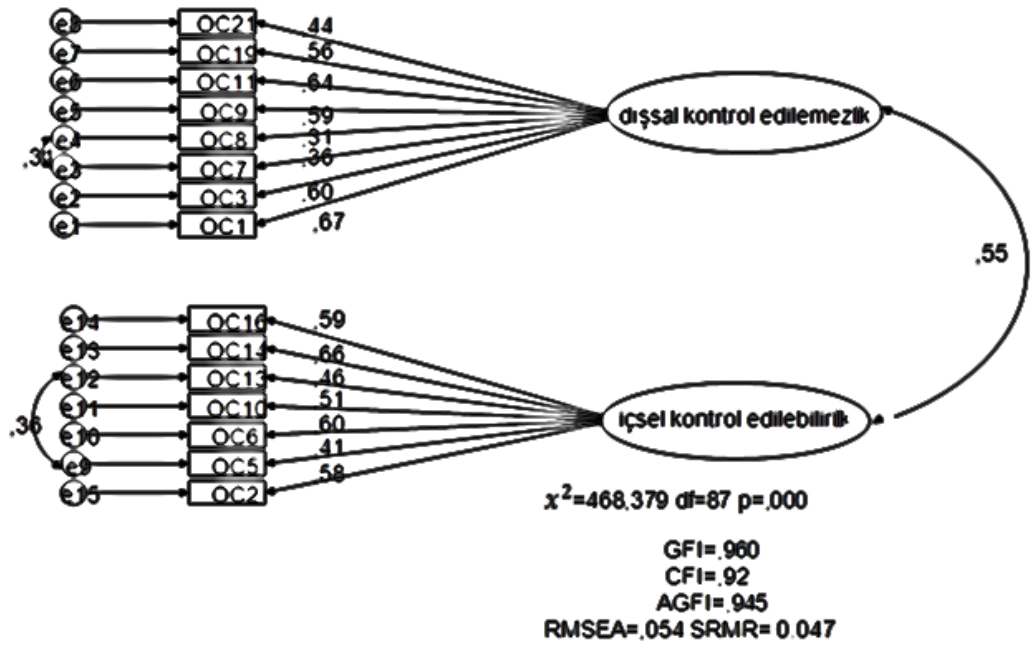 e8 OC21 .44
e7 OC19 .56
e6 OC11 .64
e5 OC9 .59
e4 OC8 .31
e3 OC7 .36
e2 OC3 .60
e1 OC1 .67
dışsal kontrol edilemezlik
.55
e14 OC16 .59
e13 OC14 .66
e12 OC13 .46
e11 OC10 .51
e10 OC6 .60
e9 OC5 .41
e15 OC2 .58
.36
içsel kontrol edilebilirlik
x²=468.379 df=87 p=.000
GFI=.960
CFI=.92
AGFI=.945
RMSEA=.054 SRMR= 0.047